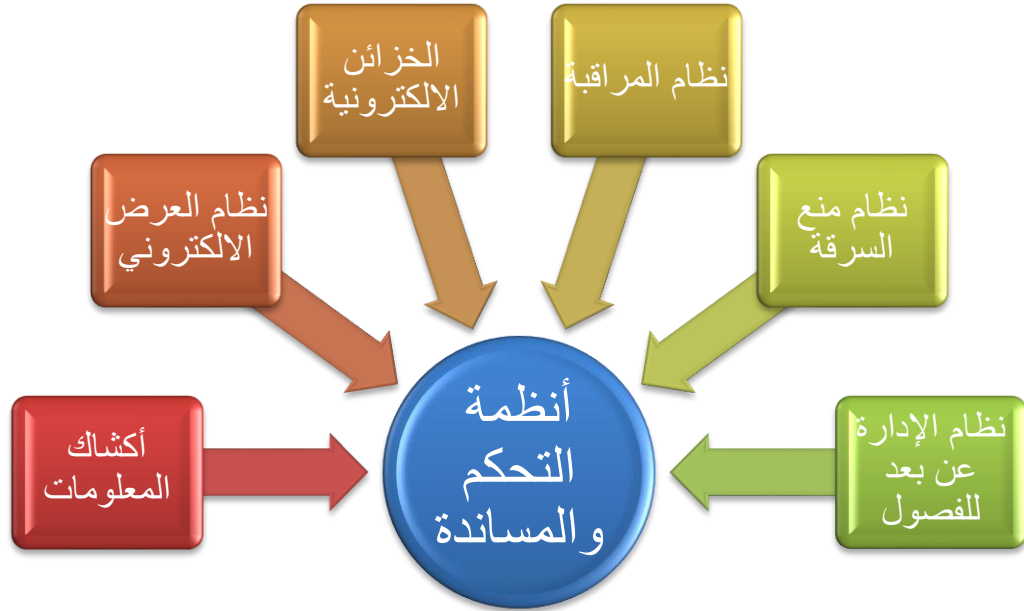 الخزائن
الالكترونية
نظام المراقبة
نظام العرض
الالكتروني
نظام منع
السرقة
أكشاك
المعلومات
أنظمة
التحكم
والمساندة
نظام الإدارة
عن بعد
للفصول